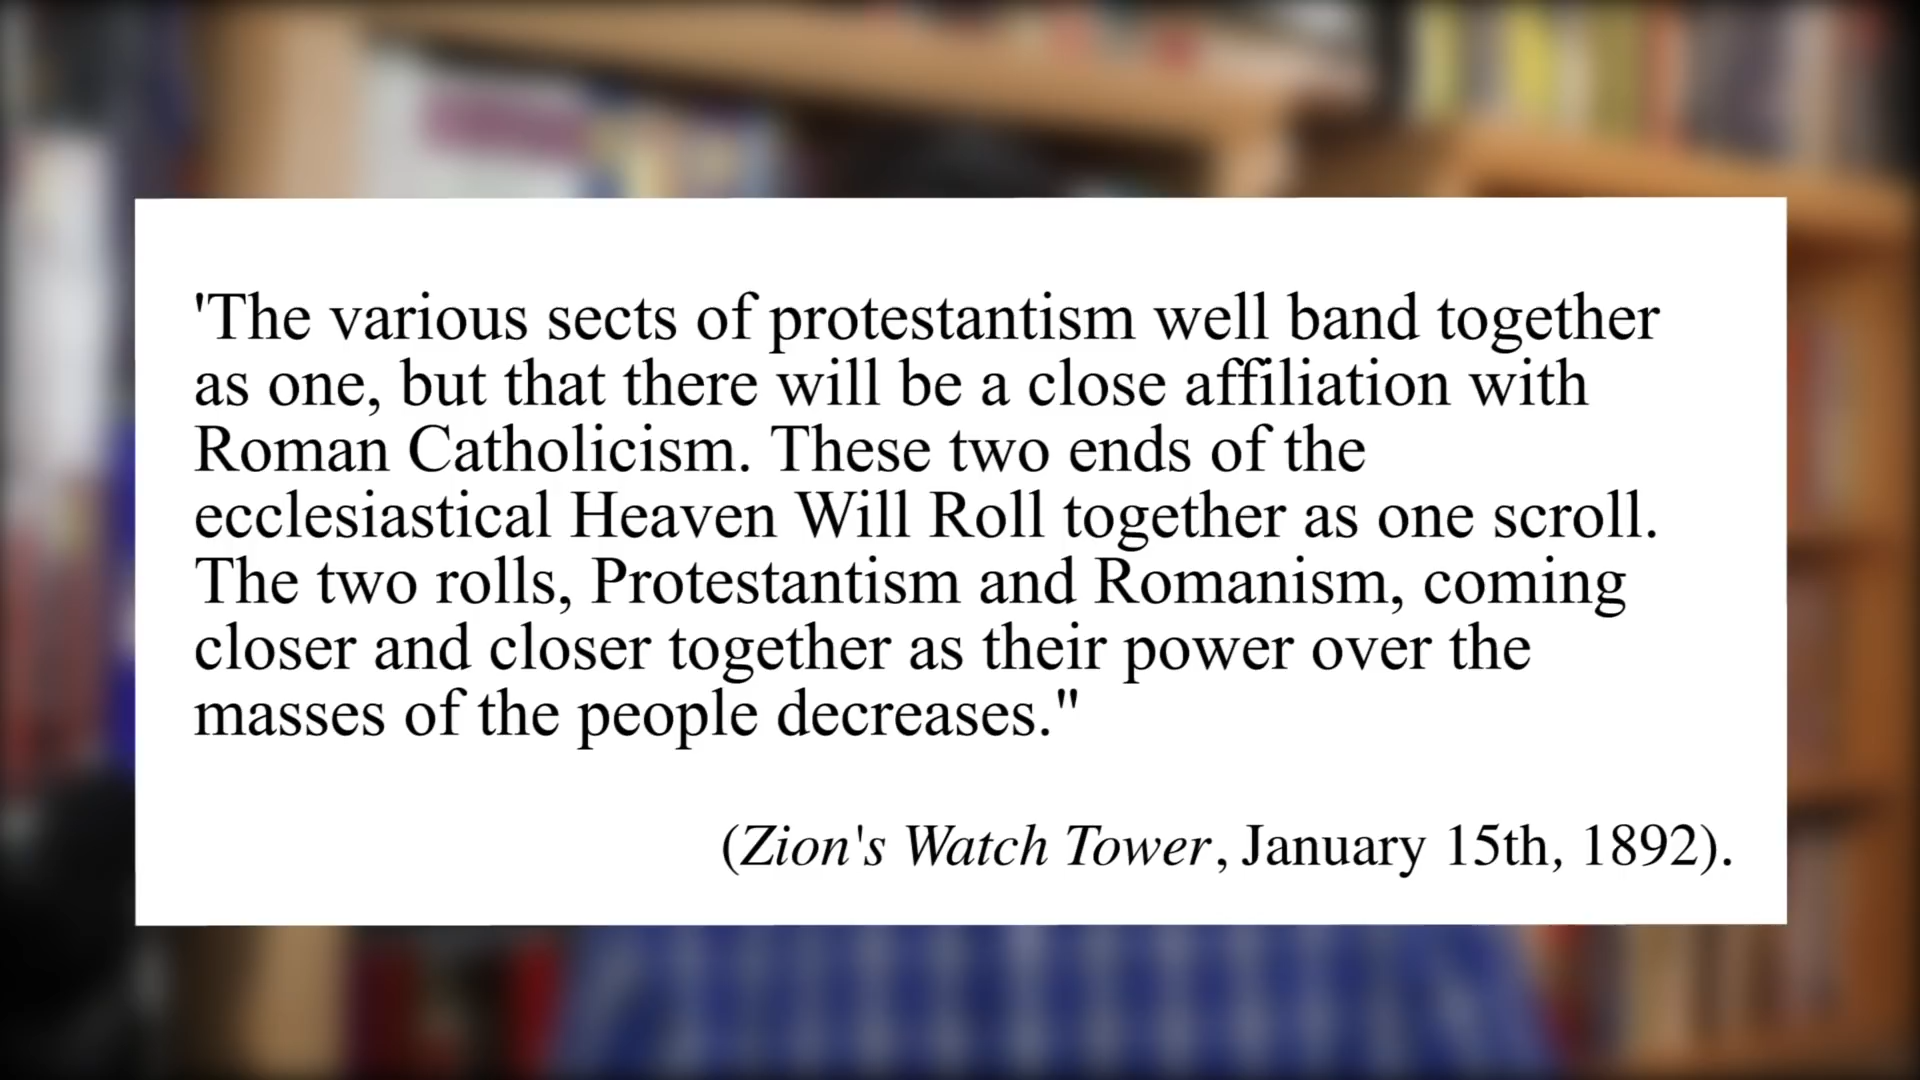 'The various sects of protestantism well band together
as one, but that there will be a close affiliation with
Roman Catholicism. These two ends of the
ecclesiastical Heaven Will Roll together as one scroll.
The two rolls, Protestantism and Romanism, coming
closer and closer together as their power over the
masses of the people decreases."
(Zion's Watch Tower, January 15th, 1892).